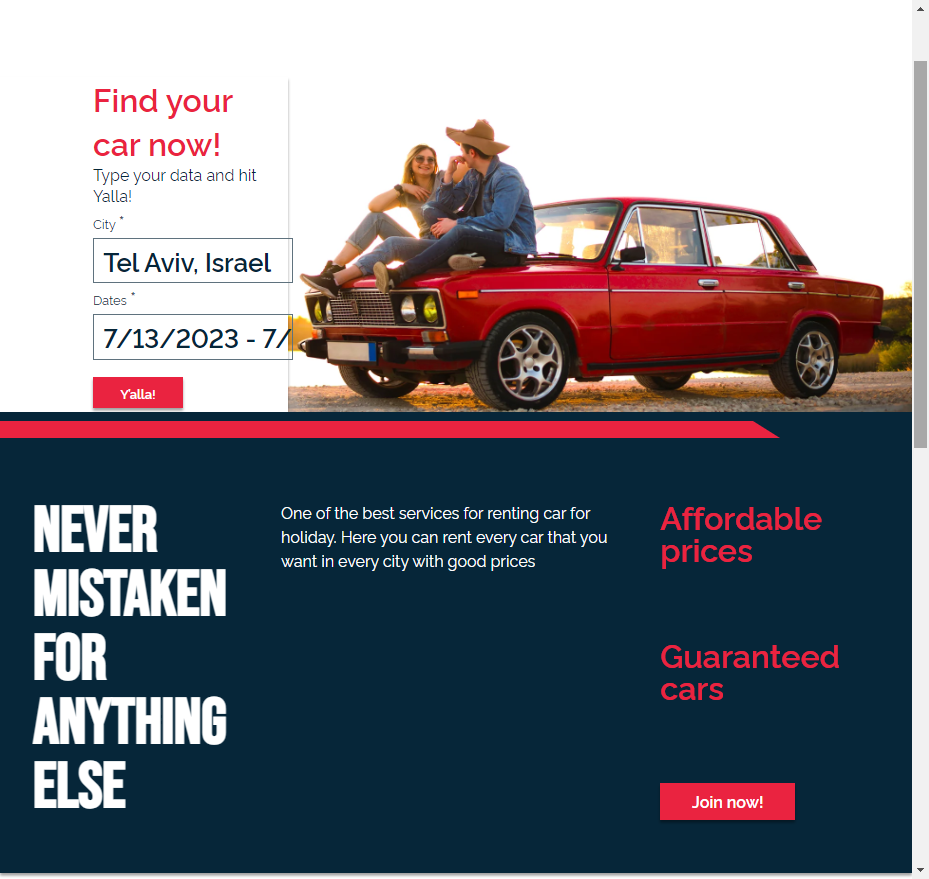 Find your
car now!
Type your data and hit
Yalla!
City *
Tel Aviv, Israel
Dates *
7/13/2023 - 7/
Y'alla!
NEVER
MISTAKEN
FOR
ANYTHING
ELSE
One of the best services for renting car for
holiday. Here you can rent every car that you
want in every city with good prices
Affordable
prices
Guaranteed
cars
Join now!